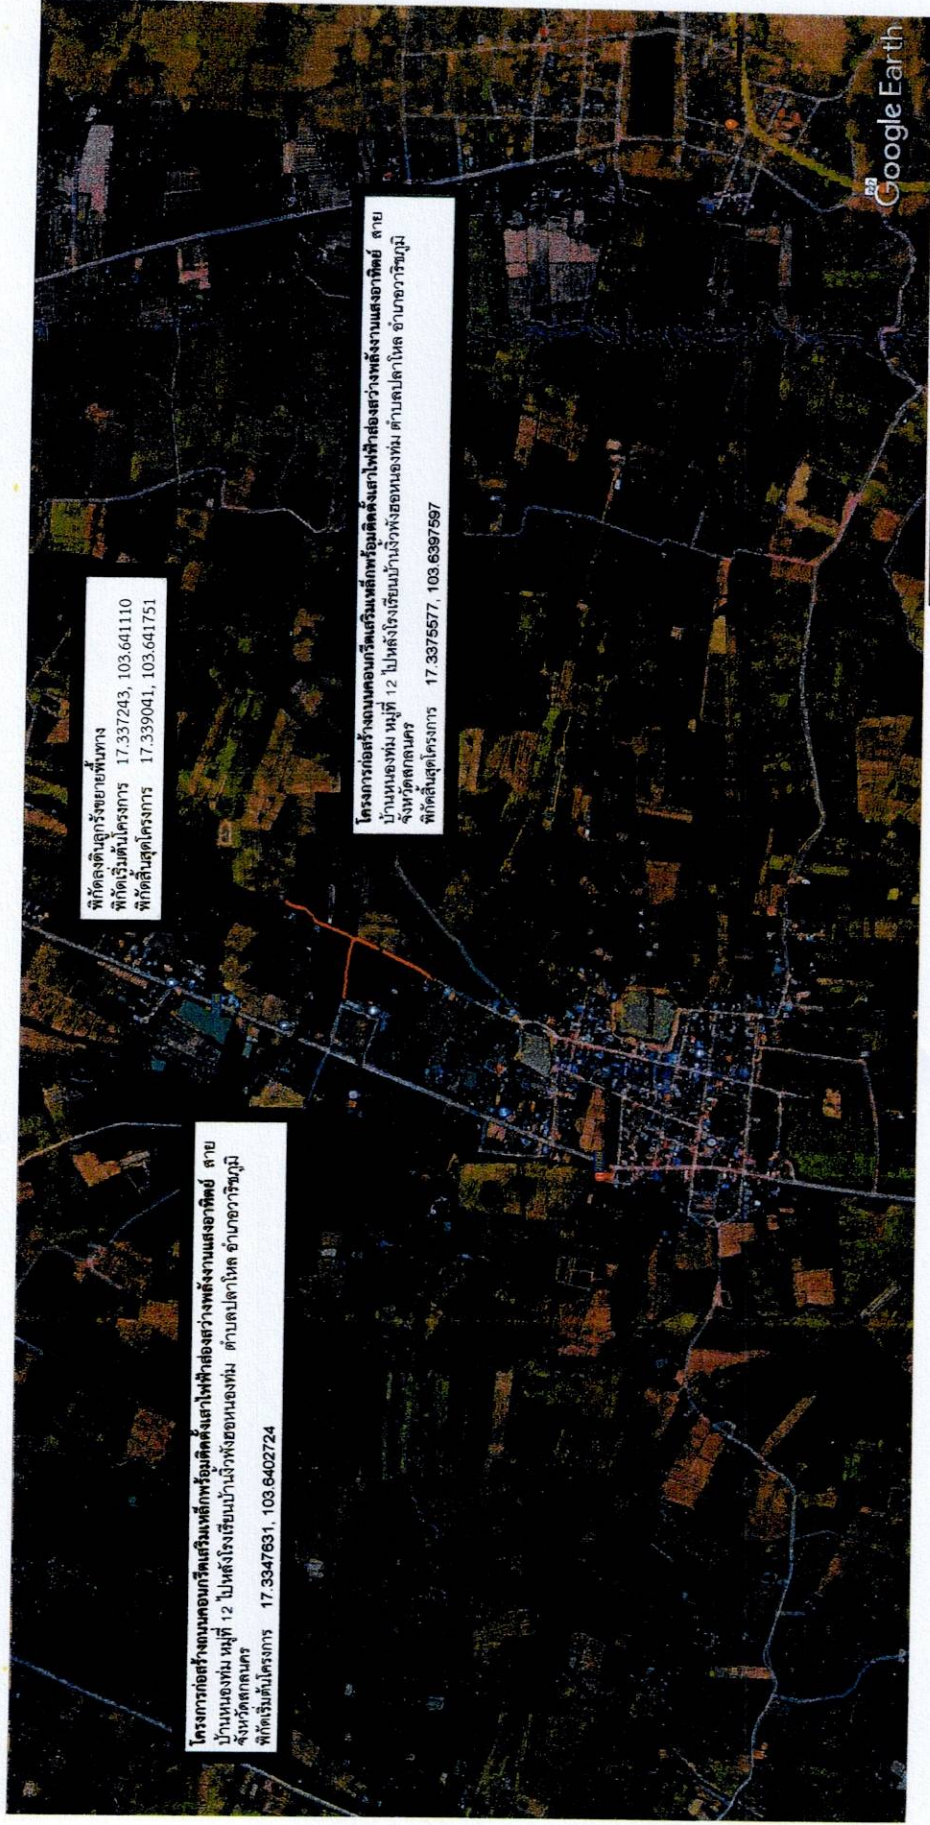 โครงการก่อสร้างถนนคอนกรีตเสริมเหล็กพร้อมติดตั้งเสาไฟฟ้าส่องสว่างพลังงานแสงอาทิตย์ สาย
บ้านหนองท่ม หมู่ที่ 12 ไปหลังโรงเรียนบ้านงิ้วพังฮอหนองท่ม ตำบลปลาโหล อำเภอวาริชภูมิ
จังหวัดสกลนคร
พิกัดเริ่มต้นโครงการ 17.3347631, 103.6402724
พิกัดลงดินลูกรังขยายพื้นทาง
พิกัดเริ่มต้นโครงการ 17.337243, 103.641110
พิกัดสิ้นสุดโครงการ 17.339041, 103.641751
โครงการก่อสร้างถนนคอนกรีตเสริมเหล็กพร้อมติดตั้งเสาไฟฟ้าส่องสว่างพลังงานแสงอาทิตย์ สาย
บ้านหนองท่ม หมู่ที่ 12 ไปหลังโรงเรียนบ้านงิ้วพังฮอหนองท่ม ตำบลปลาโหล อำเภอวาริชภูมิ
จังหวัดสกลนคร
พิกัดสิ้นสุดโครงการ 17.3375577, 103.6397597
Google Earth